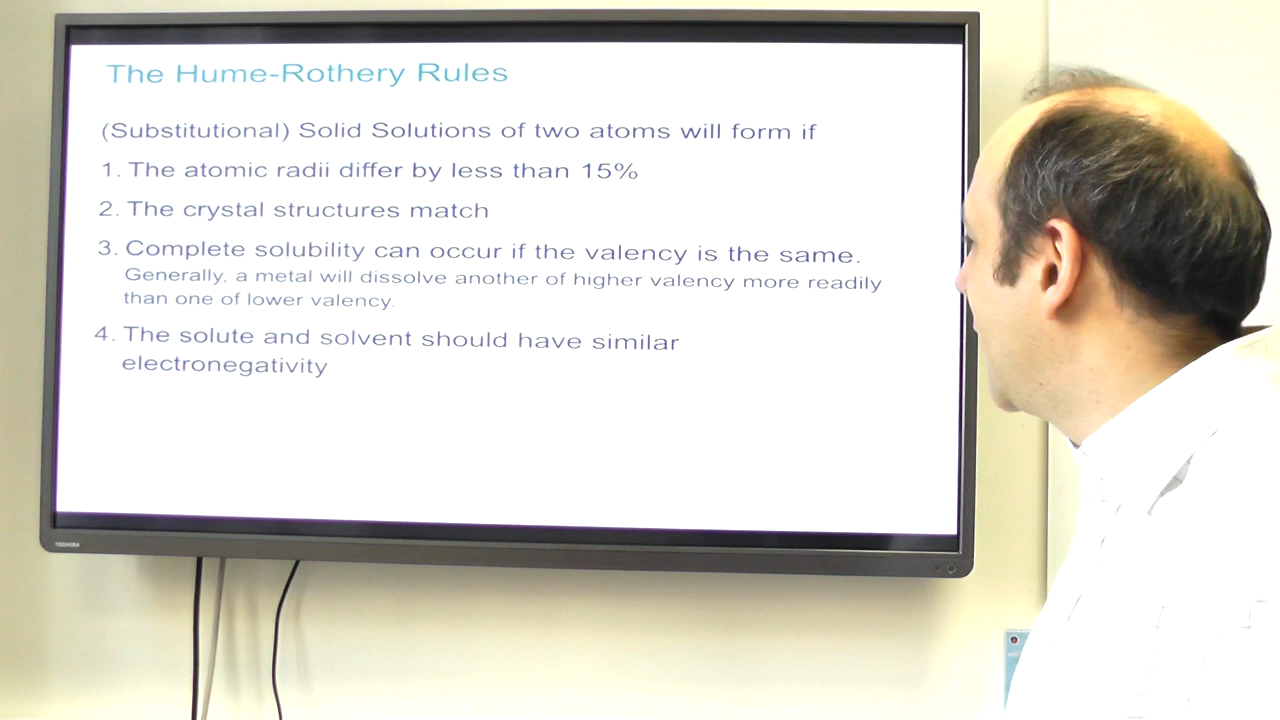 The Hume-Rothery Rules
(Substitutional) Solid Solutions of two atoms will form if
1. The atomic radii differ by less than 15%
2. The crystal structures match
3. Complete solubility can occur if the valency is the same.
Generally, a metal will dissolve another of higher valency more readily
than one of lower valency.
4. The solute and solvent should have similar
electronegativity
TOSHIBA